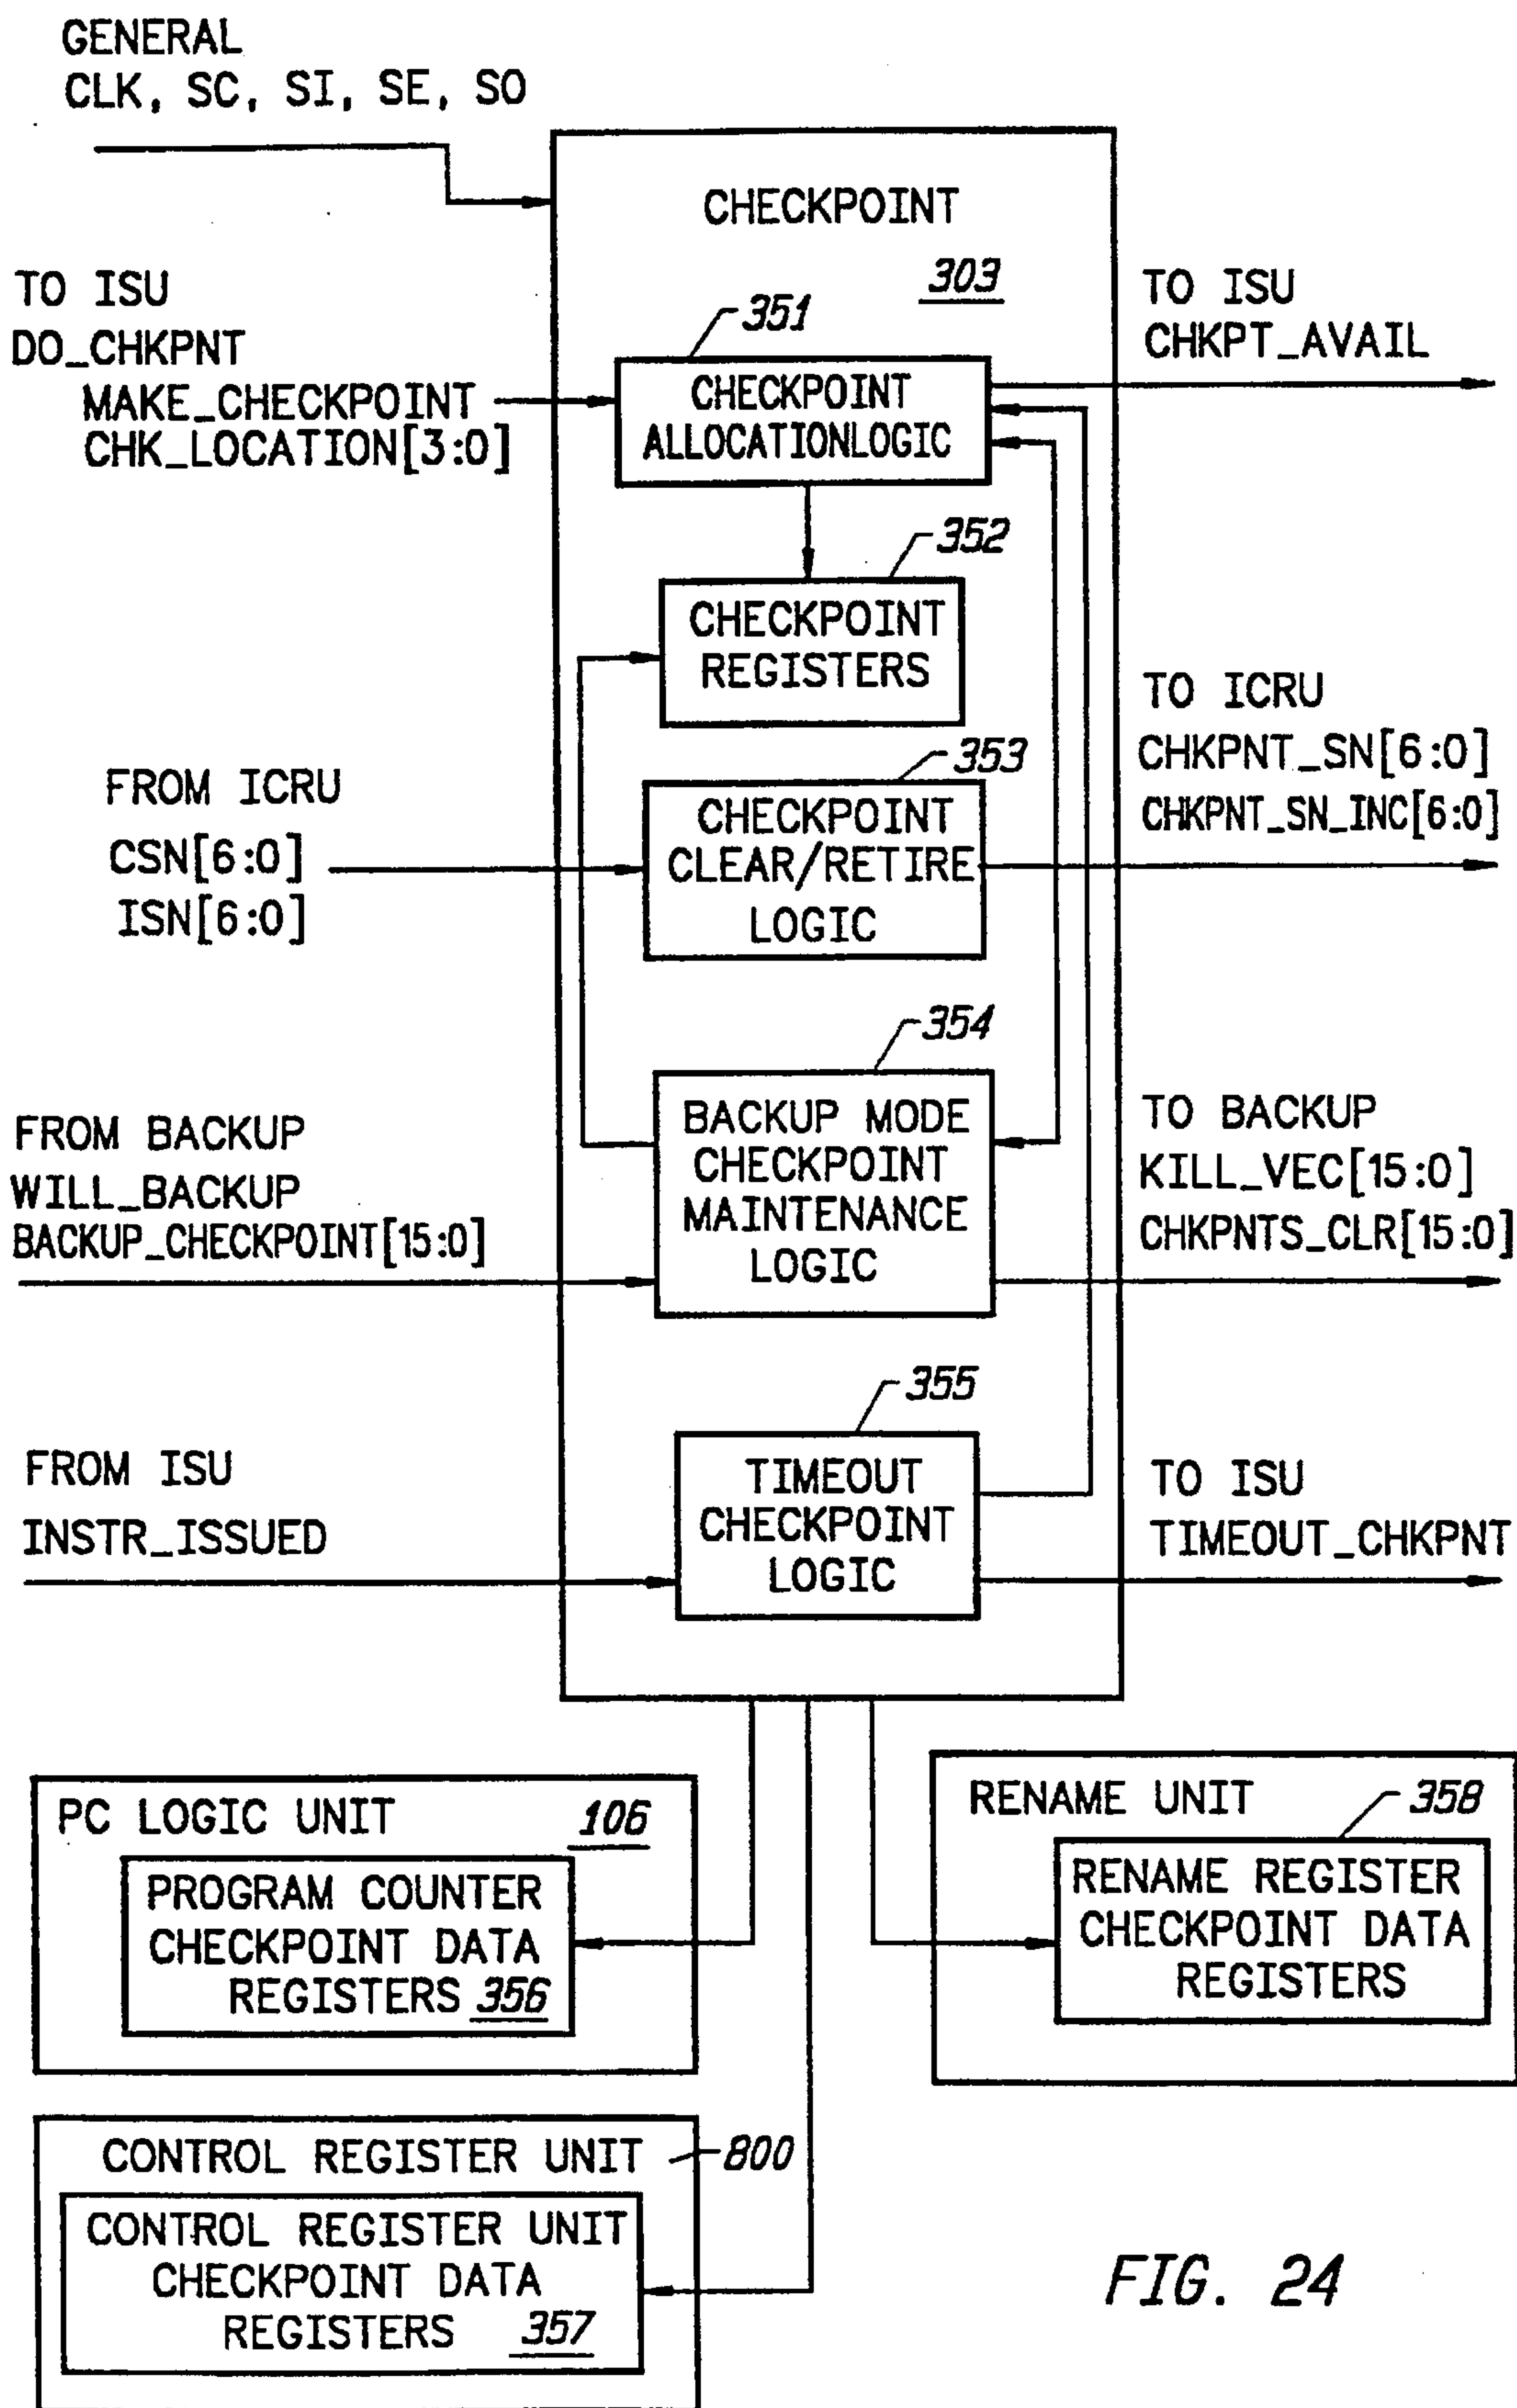 GENERAL
CLK, SC, SI, SE, SO
CHECKPOINT
303
TO ISU
DO_CHKPNT
MAKE_CHECKPOINT
CHK_LOCATION[3:0]
351
CHECKPOINT
ALLOCATIONLOGIC
TO ISU
CHKPT_AVAIL
352
CHECKPOINT
REGISTERS
FROM ICRU
CSN[6:0]
ISN[6:0]
353
CHECKPOINT
CLEAR/RETIRE
LOGIC
TO ICRU
CHKPNT_SN[6:0]
CHKPNT_SN_INC[6:0]
354
FROM BACKUP
WILL_BACKUP
BACKUP_CHECKPOINT[15:0]
BACKUP MODE
CHECKPOINT
MAINTENANCE
LOGIC
TO BACKUP
KILL_VEC[15:0]
CHKPNTS_CLR[15:0]
355
FROM ISU
INSTR_ISSUED
TIMEOUT
CHECKPOINT
LOGIC
TO ISU
TIMEOUT_CHKPNT
PC LOGIC UNIT 106
PROGRAM COUNTER
CHECKPOINT DATA
REGISTERS 356
RENAME UNIT 358
RENAME REGISTER
CHECKPOINT DATA
REGISTERS
CONTROL REGISTER UNIT 800
CONTROL REGISTER UNIT
CHECKPOINT DATA
REGISTERS 357
FIG. 24